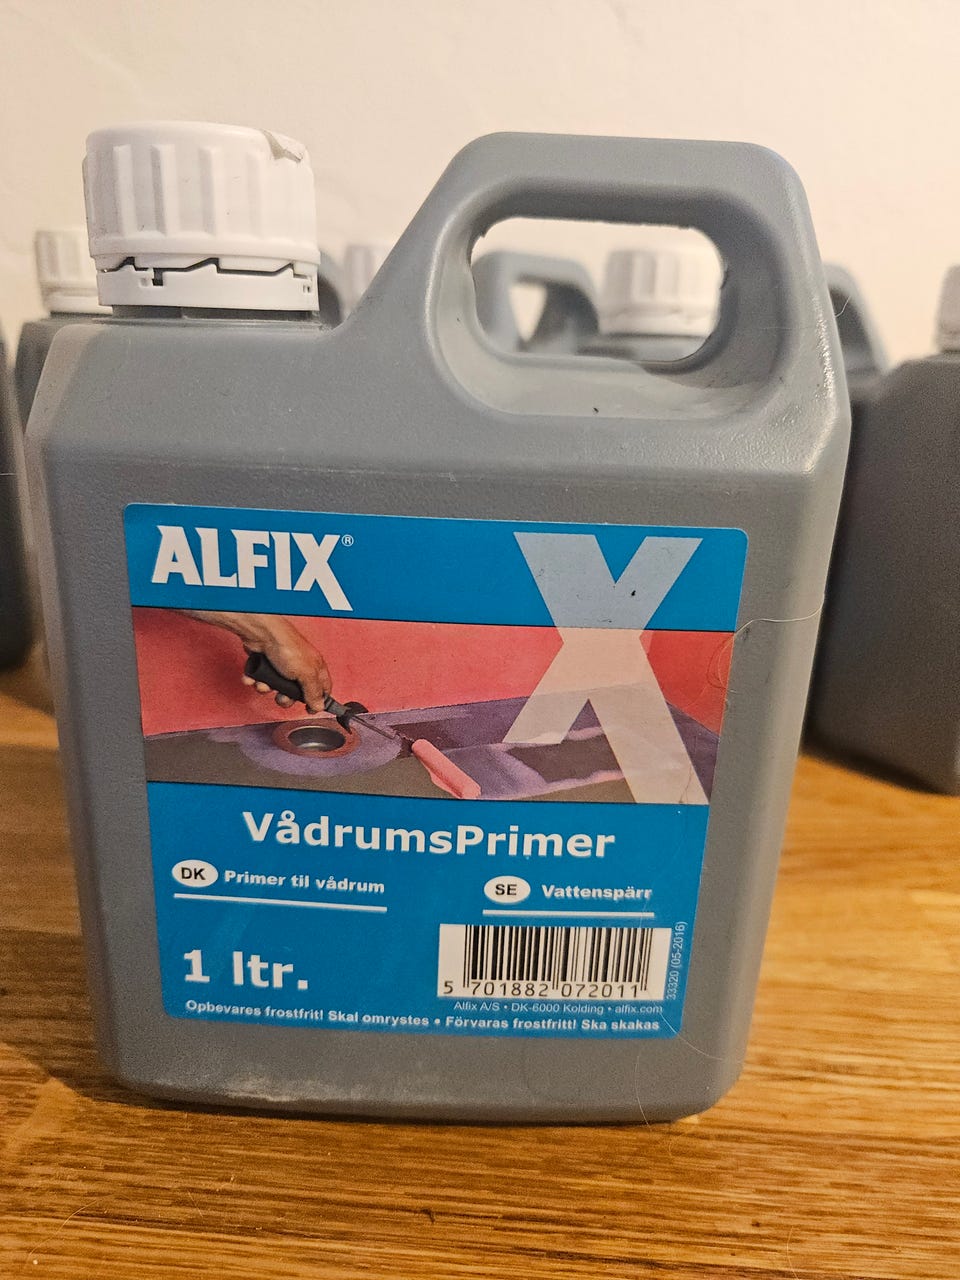 ALFIX®
X
VådrumsPrimer
DK Primer til vådrum
SE Vattenspärr
1 ltr.
5 701882 072011
33320 (05-2016)
Alfix A/S • DK-6000 Kolding • alfix.com
Opbevares frostfrit! Skal omrystes • Förvaras frostfritt! Ska skakas